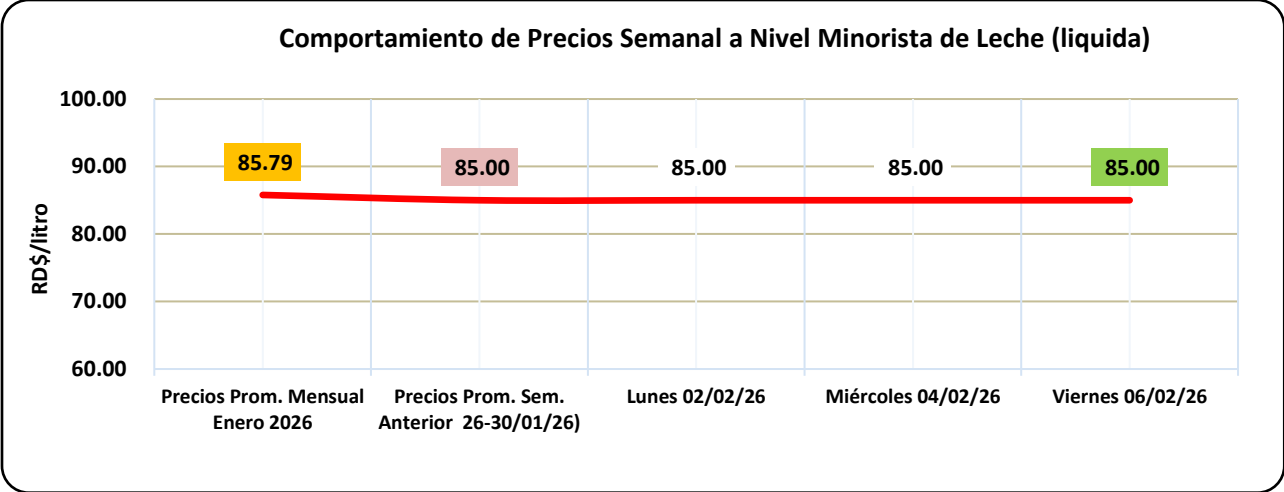 Comportamiento de Precios Semanal a Nivel Minorista de Leche (liquida)
RD$/litro
100.00
90.00
80.00
70.00
60.00
85.79
85.00
85.00
85.00
85.00
Precios Prom. Mensual
Enero 2026
Precios Prom. Sem.
Anterior 26-30/01/26)
Lunes 02/02/26
Miércoles 04/02/26
Viernes 06/02/26